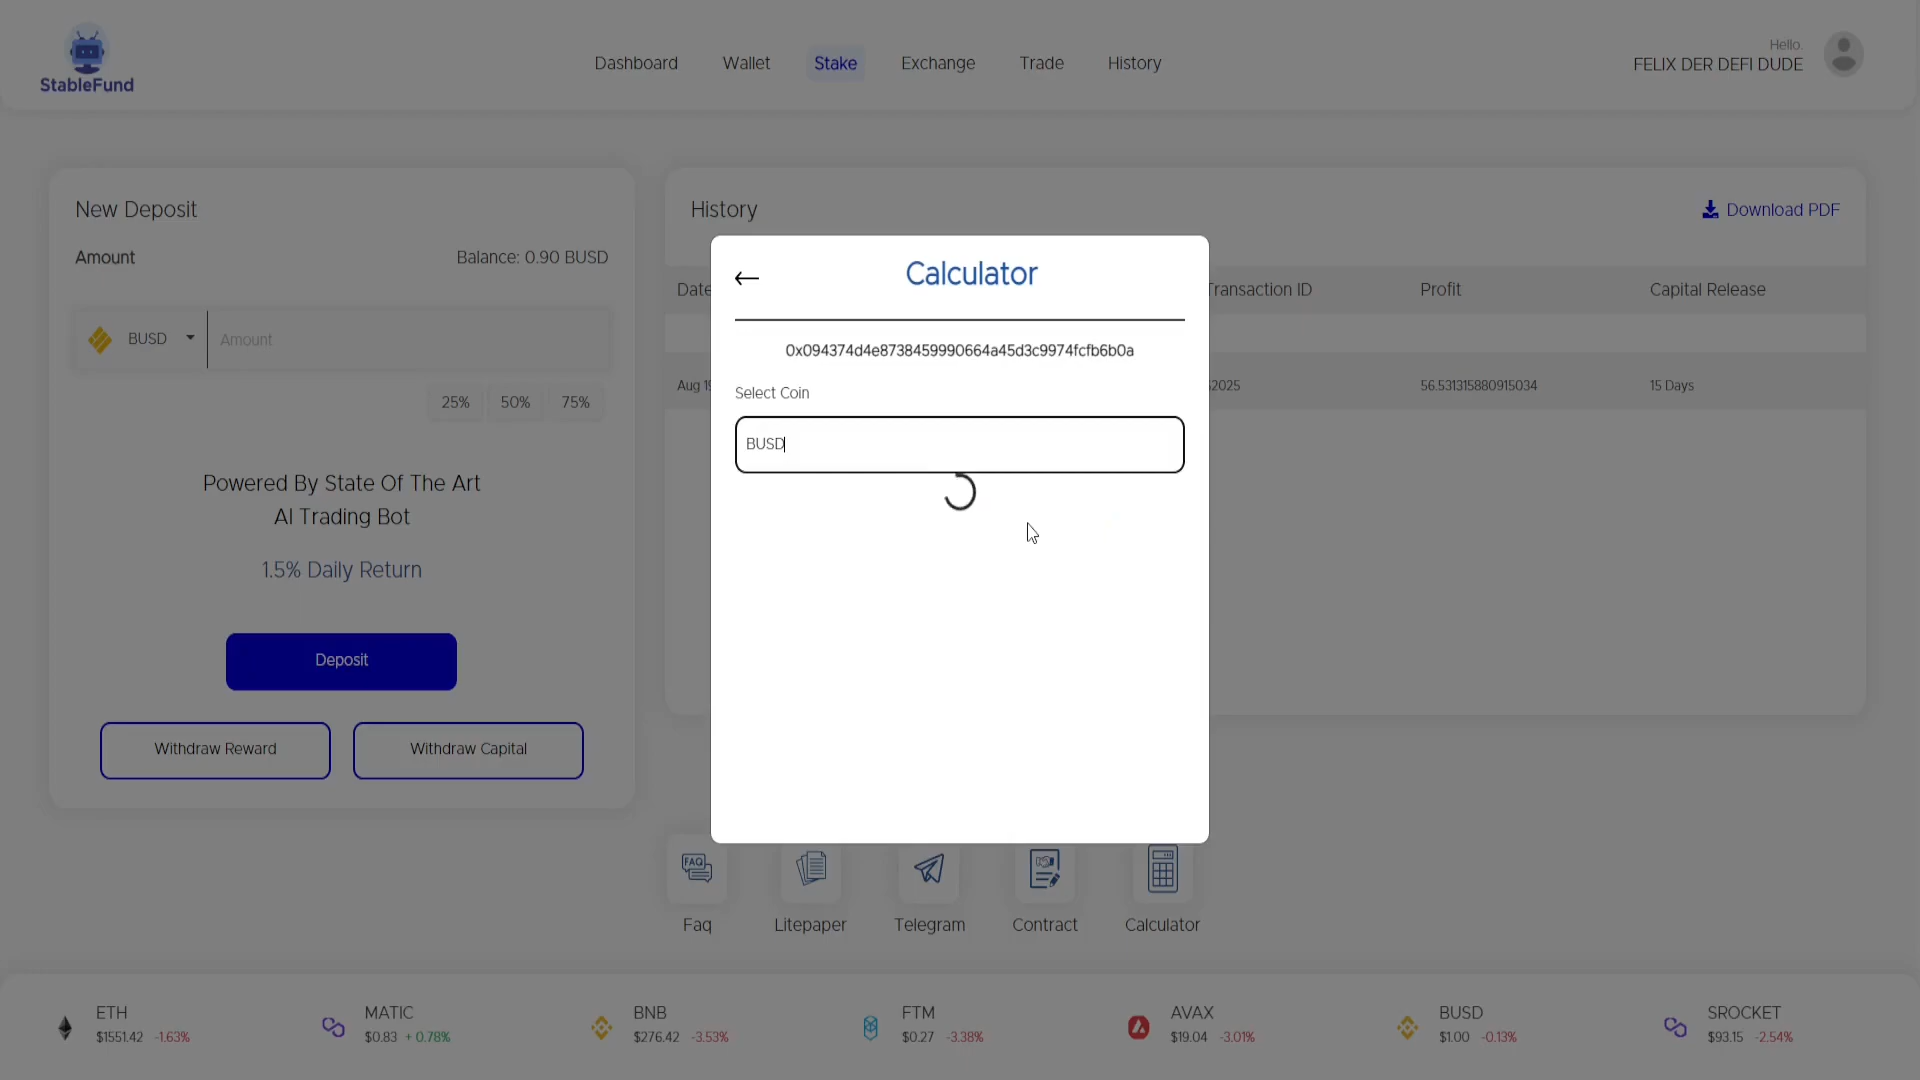 StableFund
Dashboard
Wallet
Stake
Exchange
Trade
History
Hello.
FELIX DER DEFI DUDE
New Deposit
Amount
Balance: 0.90 BUSD
BUSD
Amount
25%
50%
75%
Powered By State Of The Art
AI Trading Bot
1.5% Daily Return
Deposit
Withdraw Reward
Withdraw Capital
History
Download PDF
Date
Transaction ID
Profit
Capital Release
Aug 19
2025
56.531315880915034
15 Days
Calculator
0x094374d4e8738459990664a45d3c9974fcfb6b0a
Select Coin
BUSD
FAQ
Faq
Litepaper
Telegram
Contract
Calculator
ETH
$1551.42 -1.63%
MATIC
$0.83 + 0.78%
BNB
$276.42 -3.53%
FTM
$0.27 -3.38%
AVAX
$19.04 -3.01%
BUSD
$1.00 -0.13%
SROCKET
$93.15 -2.54%